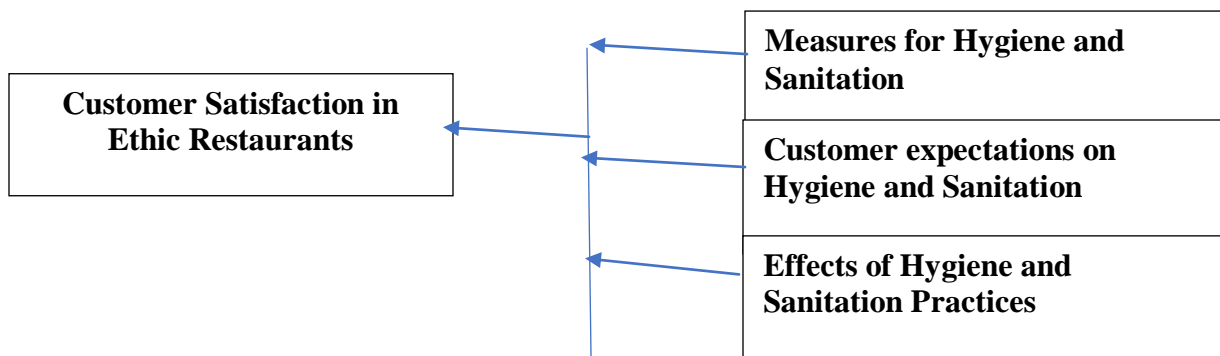 Customer Satisfaction in
Ethic Restaurants
Measures for Hygiene and
Sanitation
Customer expectations on
Hygiene and Sanitation
Effects of Hygiene and
Sanitation Practices